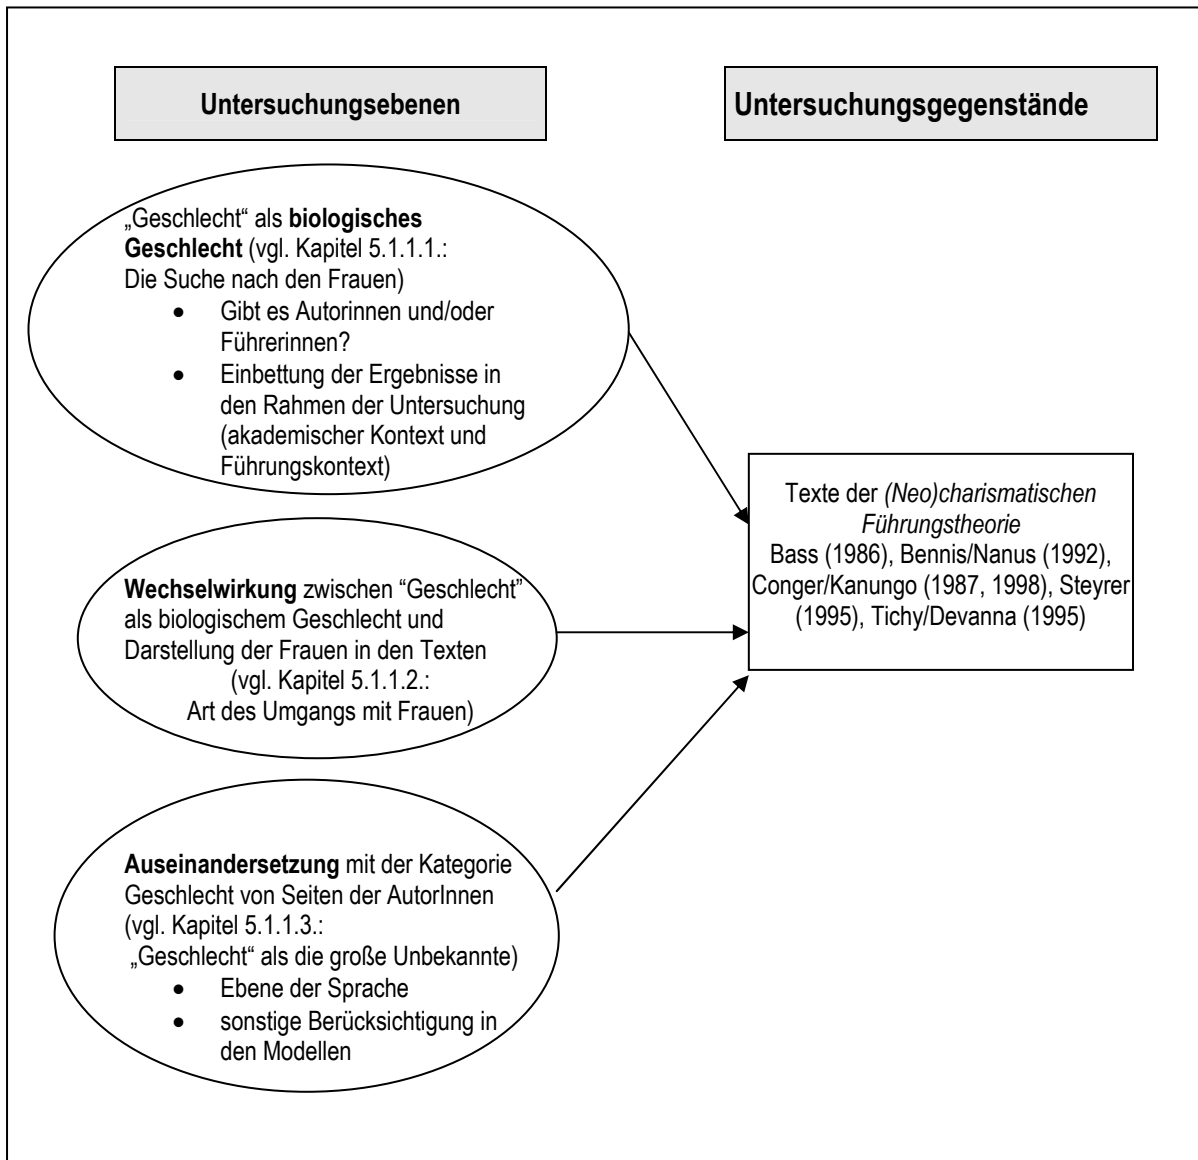 Untersuchungsebenen
Untersuchungsgegenstände
„Geschlecht“ als biologisches
Geschlecht (vgl. Kapitel 5.1.1.1.:
Die Suche nach den Frauen)
• Gibt es Autorinnen und/oder
Führerinnen?
• Einbettung der Ergebnisse in
den Rahmen der Untersuchung
(akademischer Kontext und
Führungskontext)
Wechselwirkung zwischen “Geschlecht”
als biologischem Geschlecht und
Darstellung der Frauen in den Texten
(vgl. Kapitel 5.1.1.2.:
Art des Umgangs mit Frauen)
Auseinandersetzung mit der Kategorie
Geschlecht von Seiten der AutorInnen
(vgl. Kapitel 5.1.1.3.:
„Geschlecht“ als die große Unbekannte)
• Ebene der Sprache
• sonstige Berücksichtigung in
den Modellen
Texte der (Neo)charismatischen
Führungstheorie
Bass (1986), Bennis/Nanus (1992),
Conger/Kanungo (1987, 1998), Steyrer
(1995), Tichy/Devanna (1995)